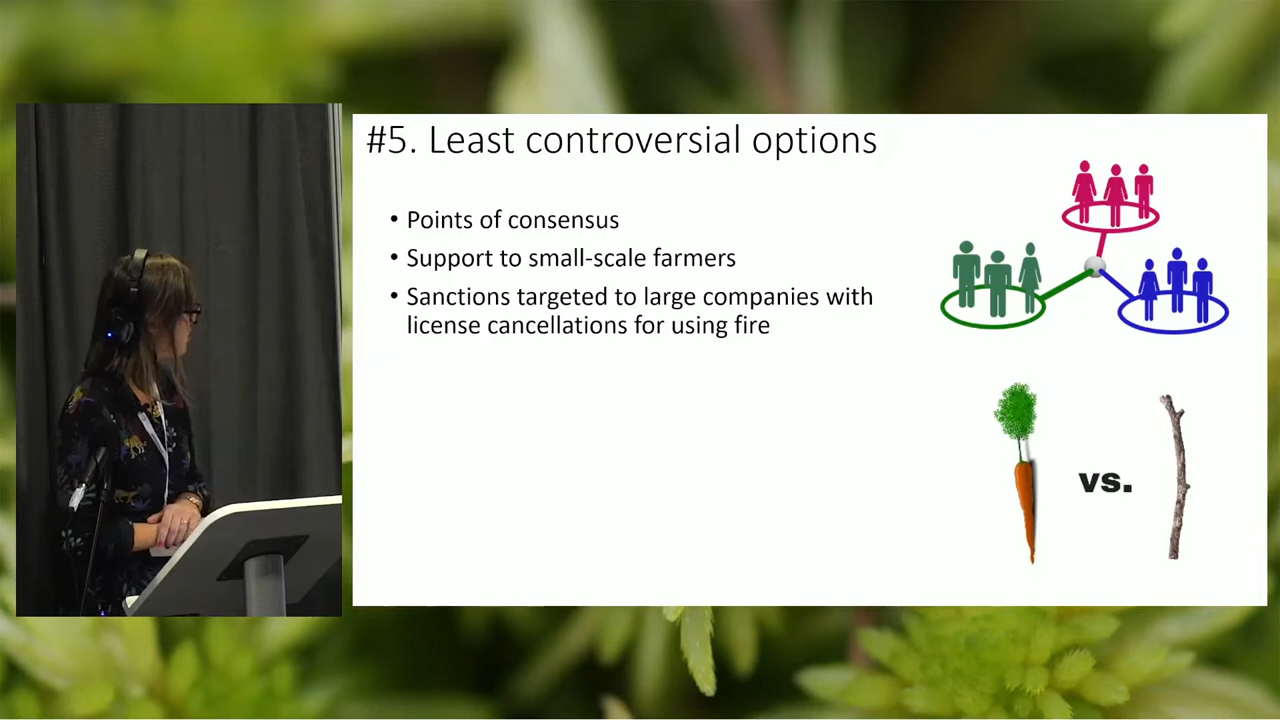 #5. Least controversial options
• Points of consensus
• Support to small-scale farmers
• Sanctions targeted to large companies with
license cancellations for using fire
vs.